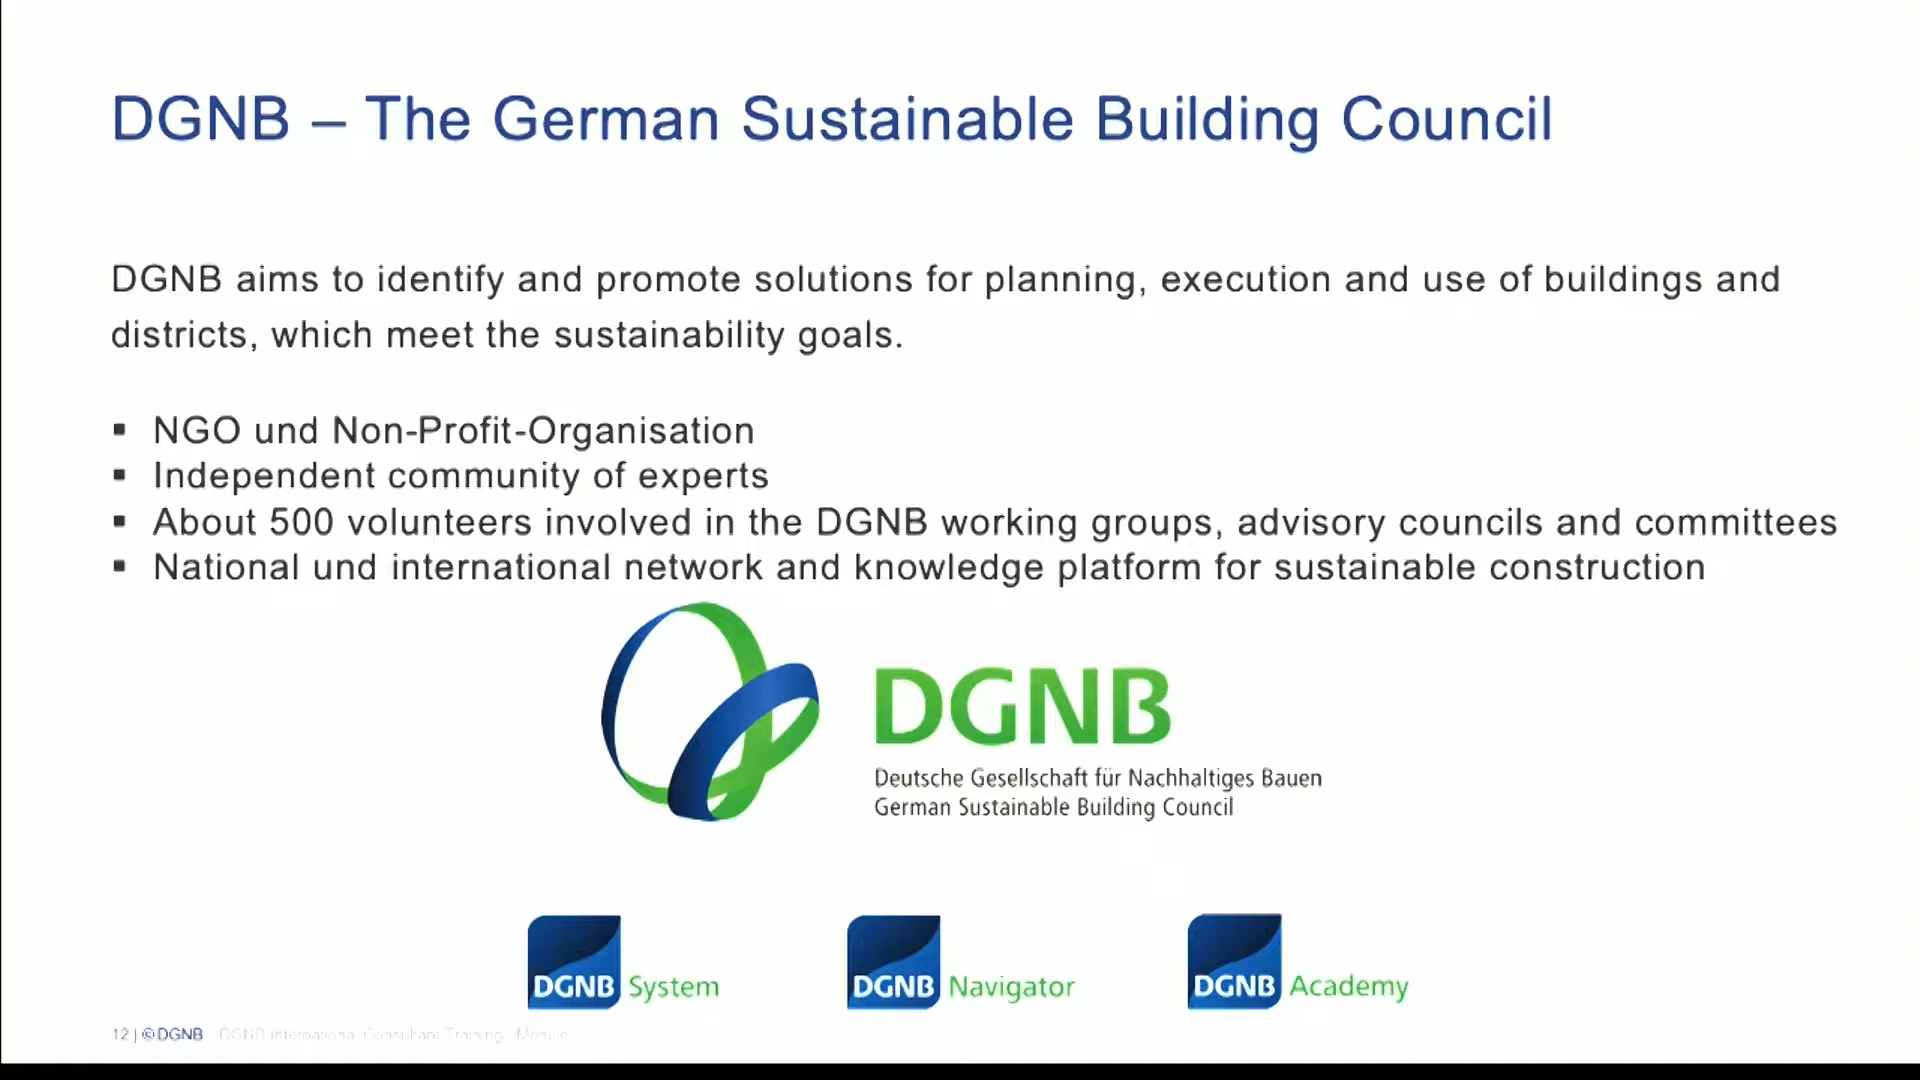 DGNB – The German Sustainable Building Council
DGNB aims to identify and promote solutions for planning, execution and use of buildings and
districts, which meet the sustainability goals.
▪ NGO und Non-Profit-Organisation
▪ Independent community of experts
▪ About 500 volunteers involved in the DGNB working groups, advisory councils and committees
▪ National und international network and knowledge platform for sustainable construction
DGNB
Deutsche Gesellschaft für Nachhaltiges Bauen
German Sustainable Building Council
DGNB System
DGNB Navigator
DGNB Academy
12 | © DGNB DGNB International Consultant Training